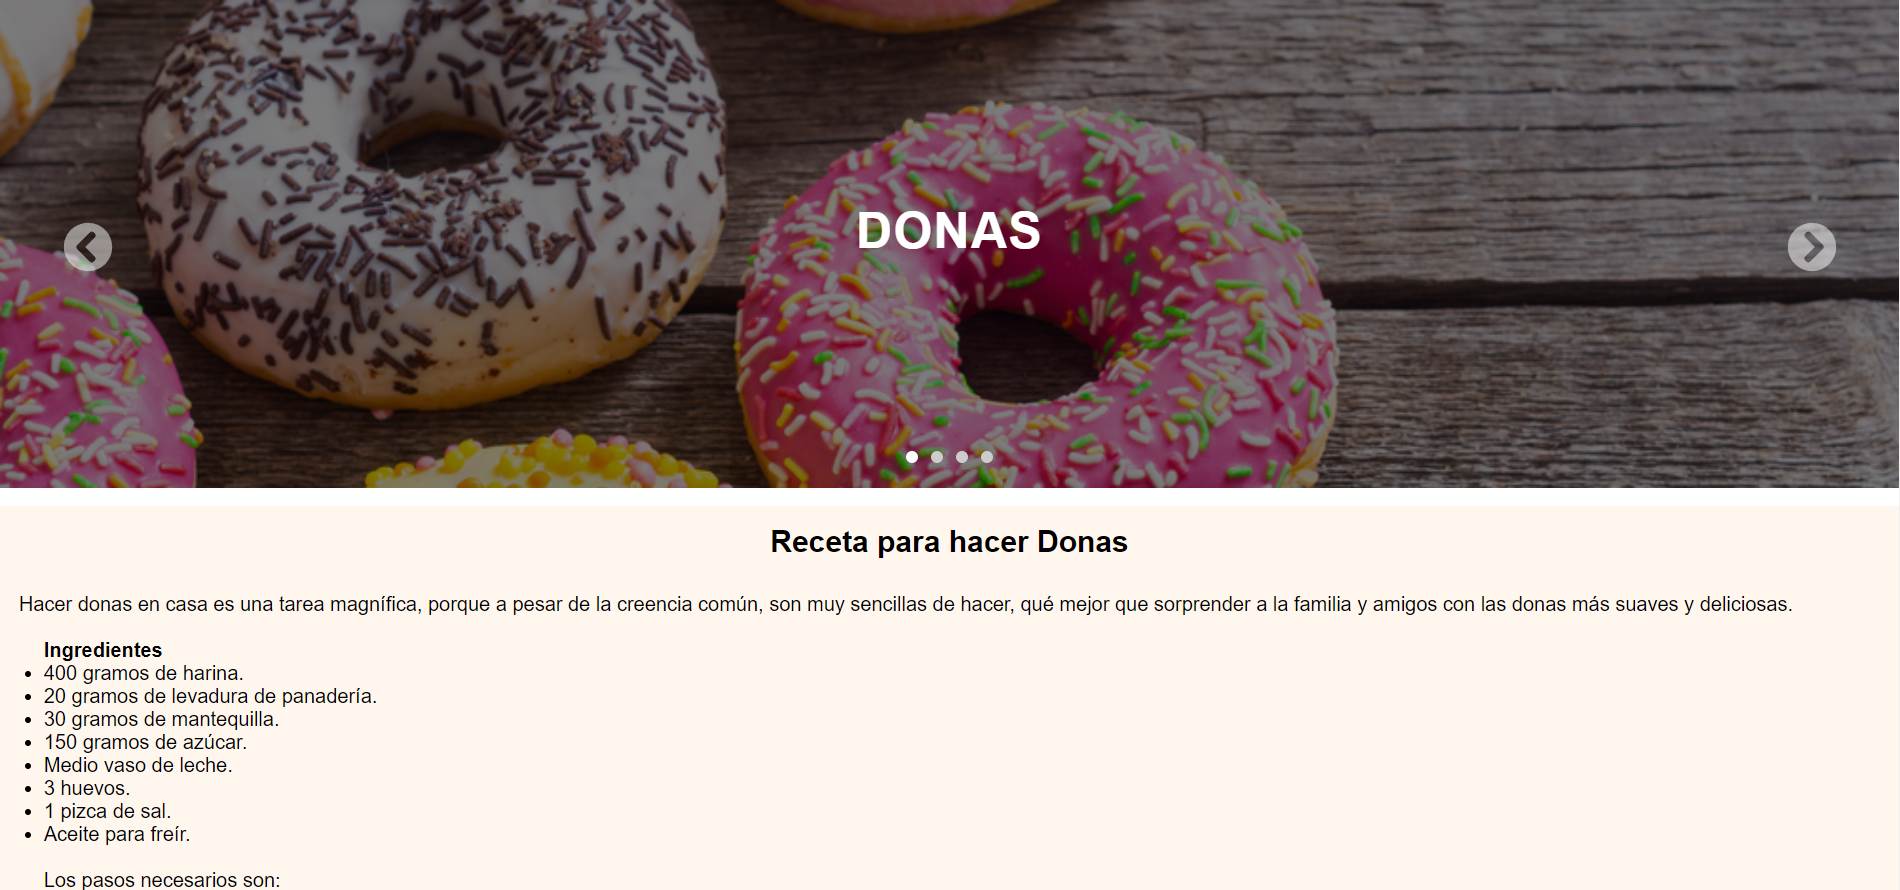 DONAS
Receta para hacer Donas
Hacer donas en casa es una tarea magnífica, porque a pesar de la creencia común, son muy sencillas de hacer, qué mejor que sorprender a la familia y amigos con las donas más suaves y deliciosas.
Ingredientes
400 gramos de harina.
20 gramos de levadura de panadería.
30 gramos de mantequilla.
150 gramos de azúcar.
Medio vaso de leche.
3 huevos.
1 pizca de sal.
Aceite para freír.
Los pasos necesarios son: